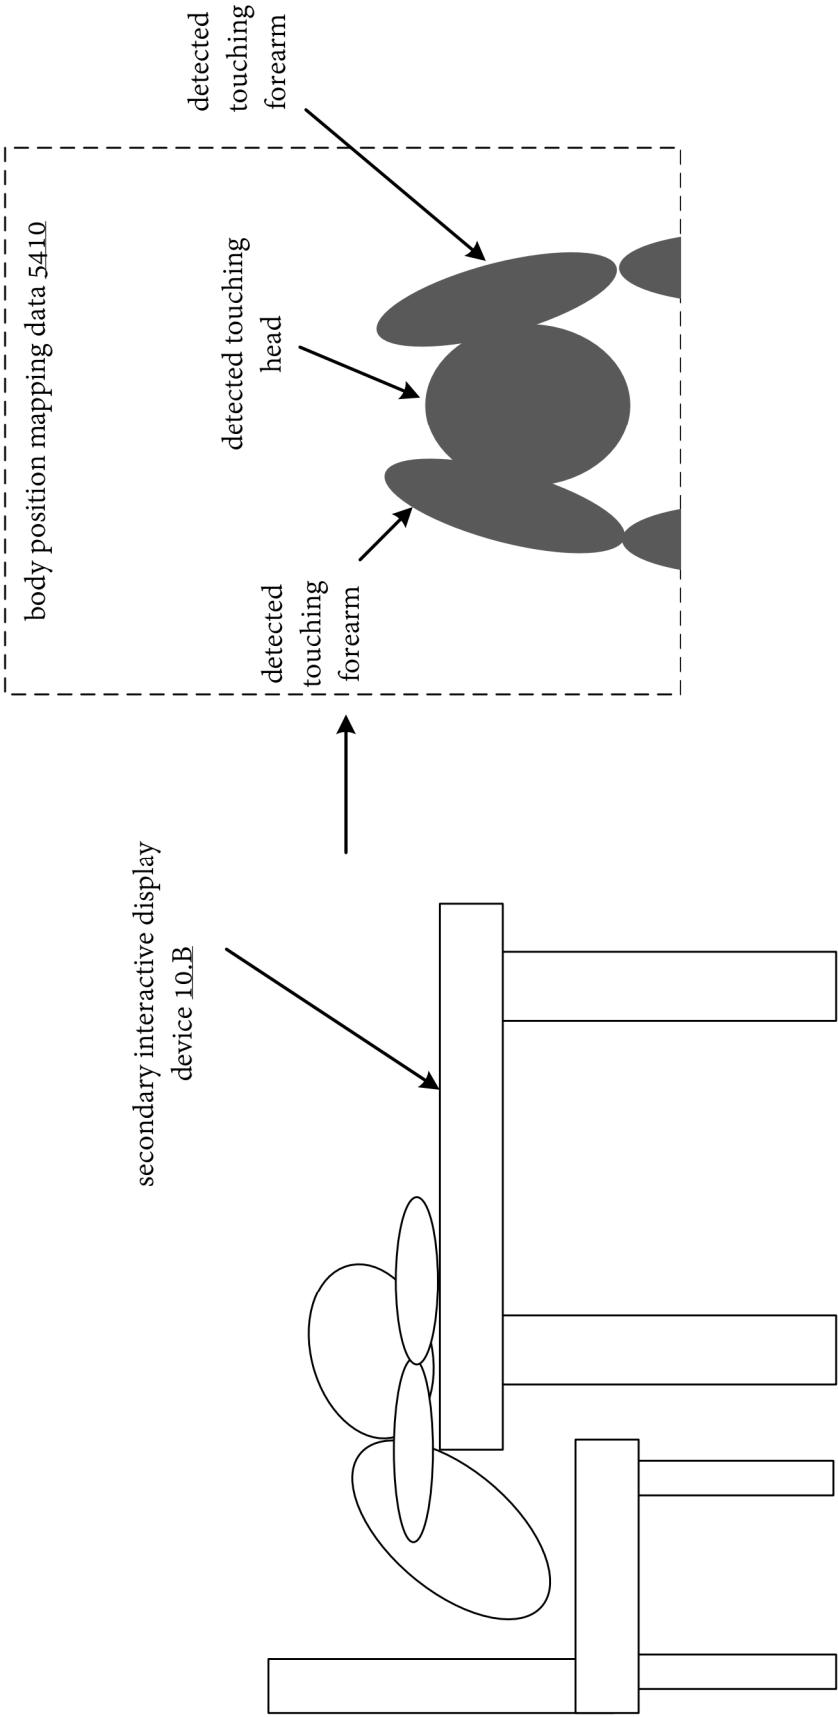 secondary interactive display
device 10.B
body position mapping data 5410
detected
touching
forearm
detected touching
head
detected
touching
forearm